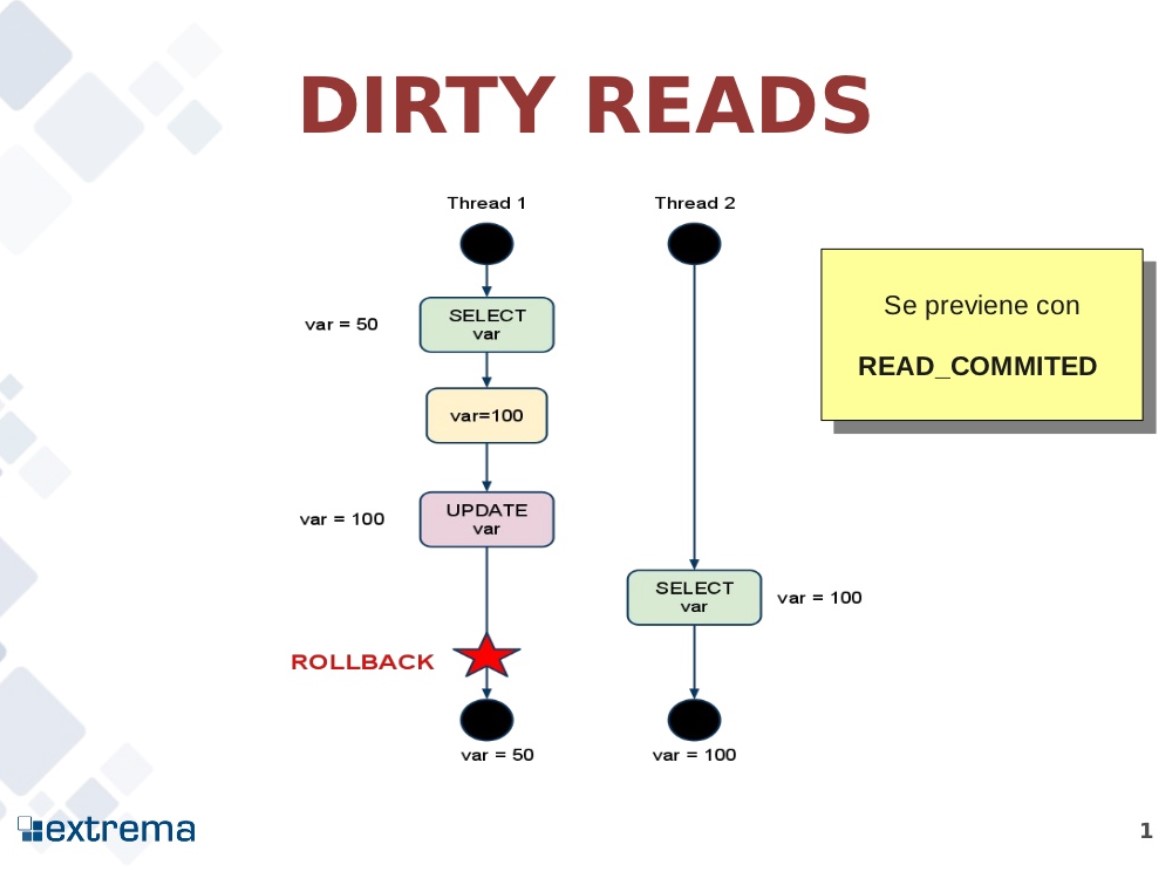 DIRTY READS
Thread 1
Thread 2
SELECT
var
var = 50
Se previene con
READ_COMMITED
var=100
UPDATE
var
var = 100
SELECT
var
var = 100
ROLLBACK
var = 50
var = 100
extrema
1